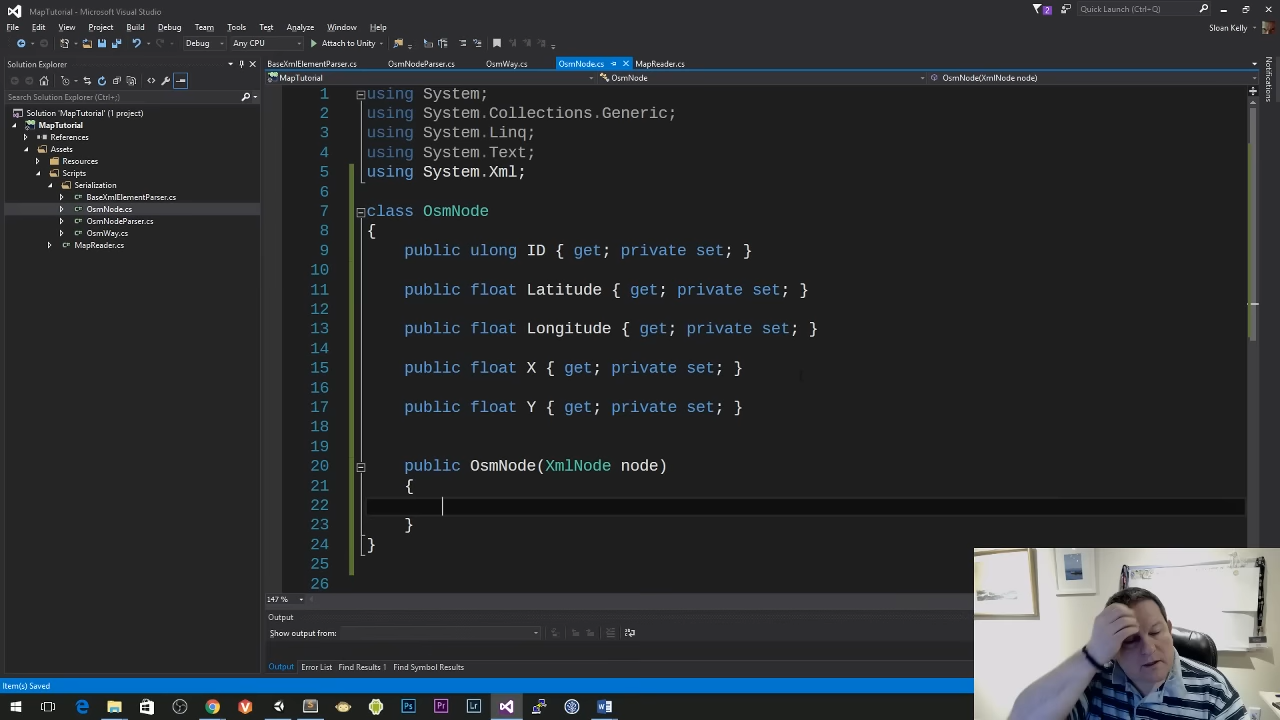 MapTutorial - Microsoft Visual Studio
2
Quick Launch (Ctrl+Q)
File Edit View Project Build Debug Team Tools Test Analyze Window Help
Sloan Kelly
Debug Any CPU Attach to Unity
Solution Explorer
Search Solution Explorer (Ctrl+;)
Solution 'MapTutorial' (1 project)
MapTutorial
References
Assets
Resources
Scripts
Serialization
BaseXmlElementParser.cs
OsmNode.cs
OsmNodeParser.cs
OsmWay.cs
MapReader.cs
BaseXmlElementParser.cs OsmNodeParser.cs OsmWay.cs OsmNode.cs MapReader.cs
MapTutorial OsmNode OsmNode(XmlNode node)
Notifications
1 using System;
2 using System.Collections.Generic;
3 using System.Linq;
4 using System.Text;
5 using System.Xml;
6
7 class OsmNode
8 {
9 public ulong ID { get; private set; }
10
11 public float Latitude { get; private set; }
12
13 public float Longitude { get; private set; }
14
15 public float X { get; private set; }
16
17 public float Y { get; private set; }
18
19
20 public OsmNode(XmlNode node)
21 {
22
23 }
24 }
25
26
147 %
Output
Show output from:
Output Error List Find Results 1 Find Symbol Results
Item(s) Saved
Ps Pr Lr